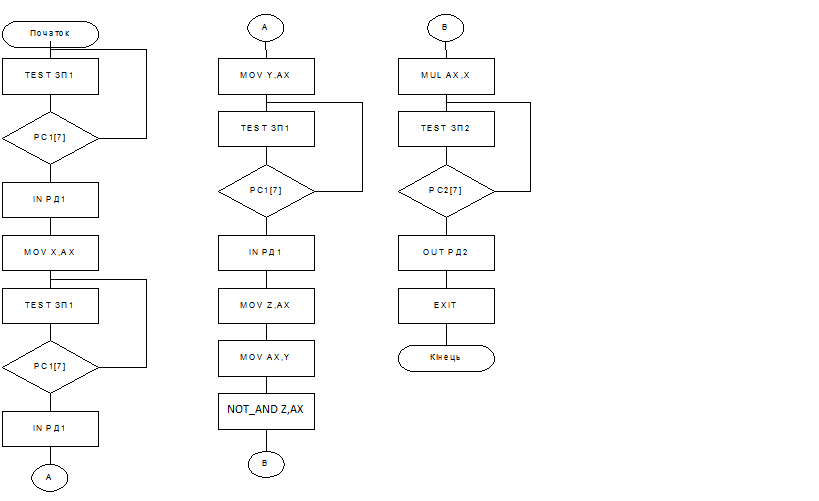 Початок
TEST ЗП1
РС1[7]
IN РД1
MOV X,AX
TEST ЗП1
РС1[7]
IN РД1
A
A
MOV Y,AX
TEST ЗП1
РС1[7]
IN РД1
MOV Z,AX
MOV AX,Y
NOT_AND Z,AX
B
B
MUL AX,X
TEST ЗП2
РС2[7]
OUT РД2
EXIT
Кінець